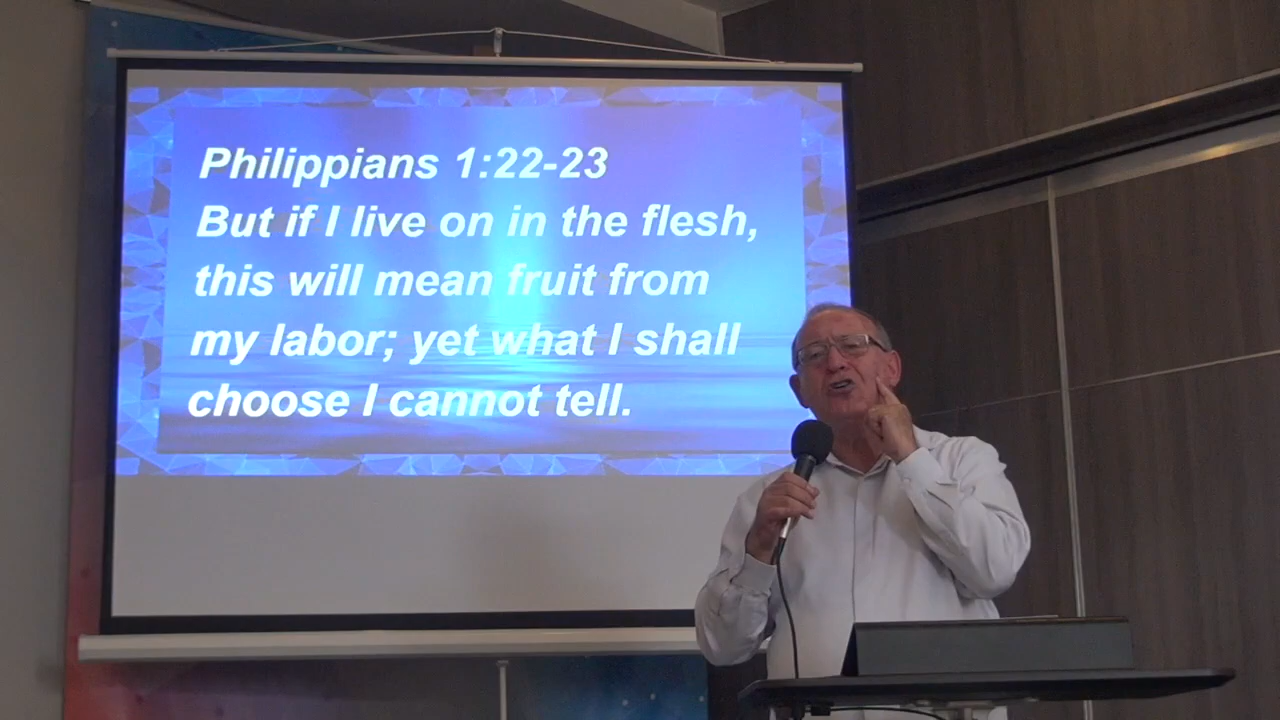 Philippians 1:22-23
But if I live on in the flesh,
this will mean fruit from
my labor; yet what I shall
choose I cannot tell.